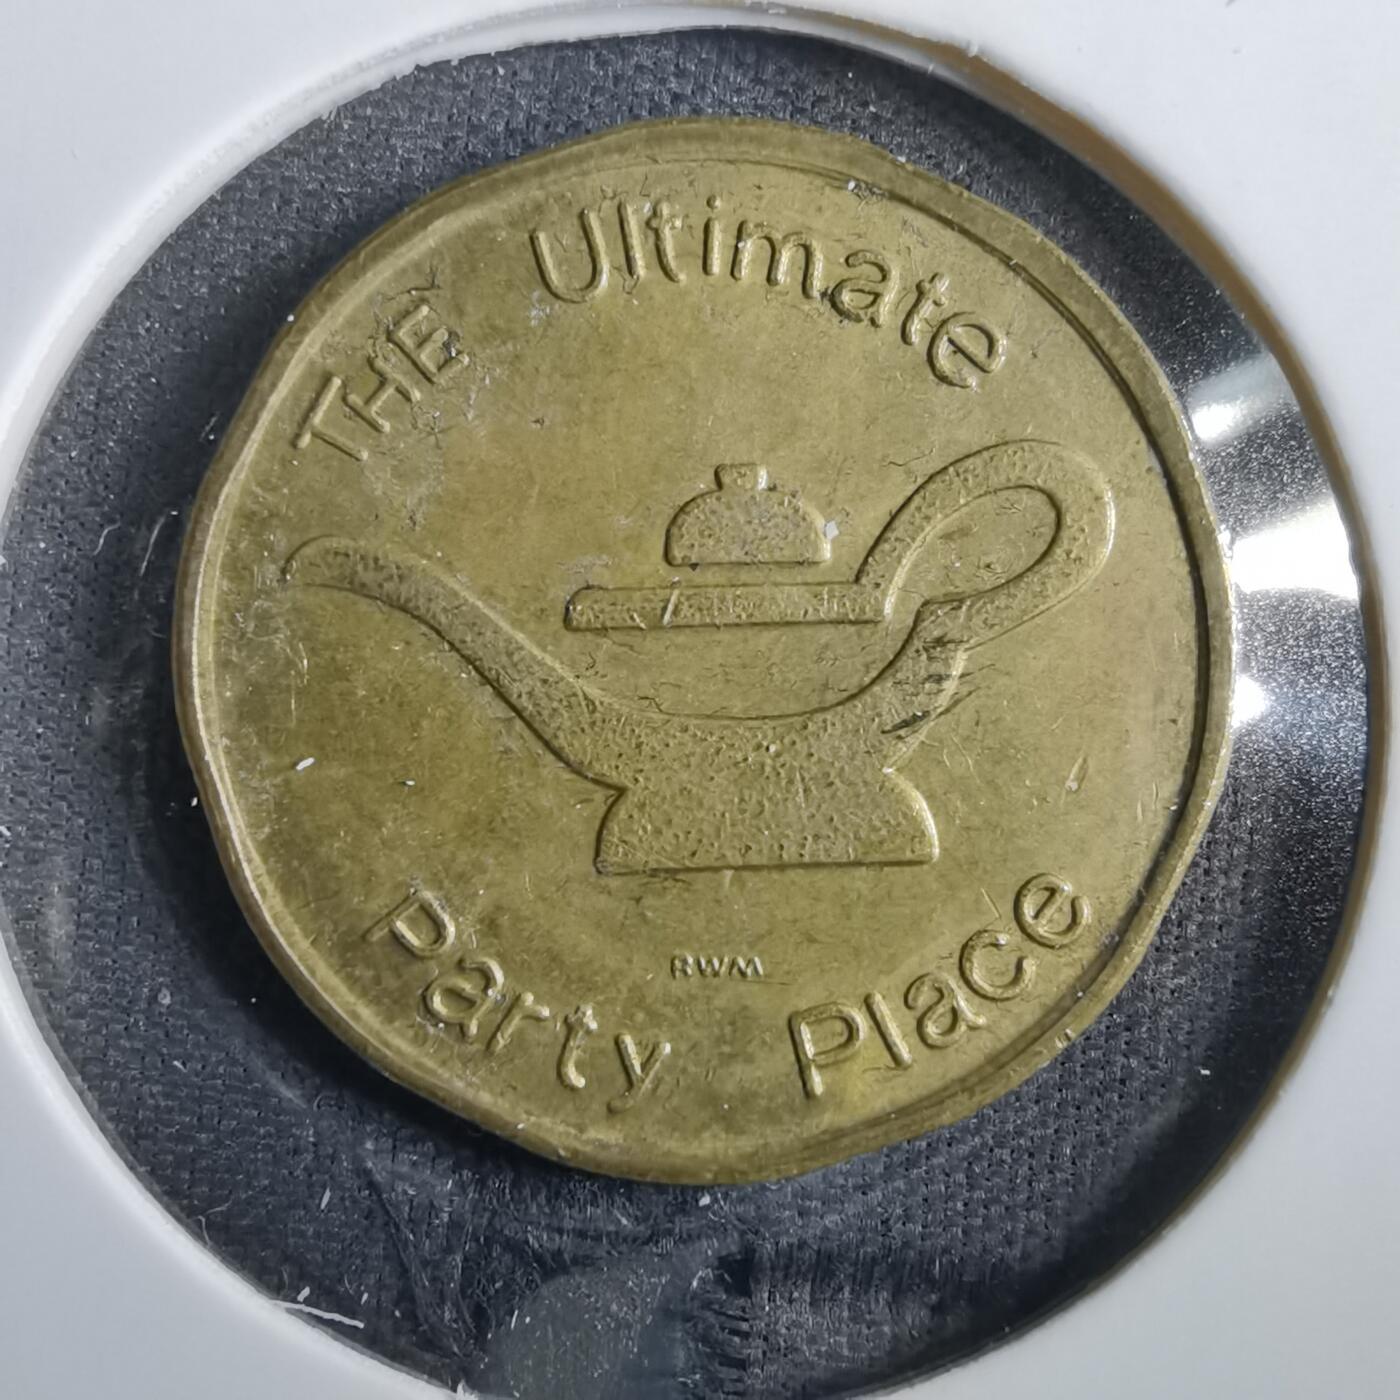 THE Ultimate
RWM
Party Place